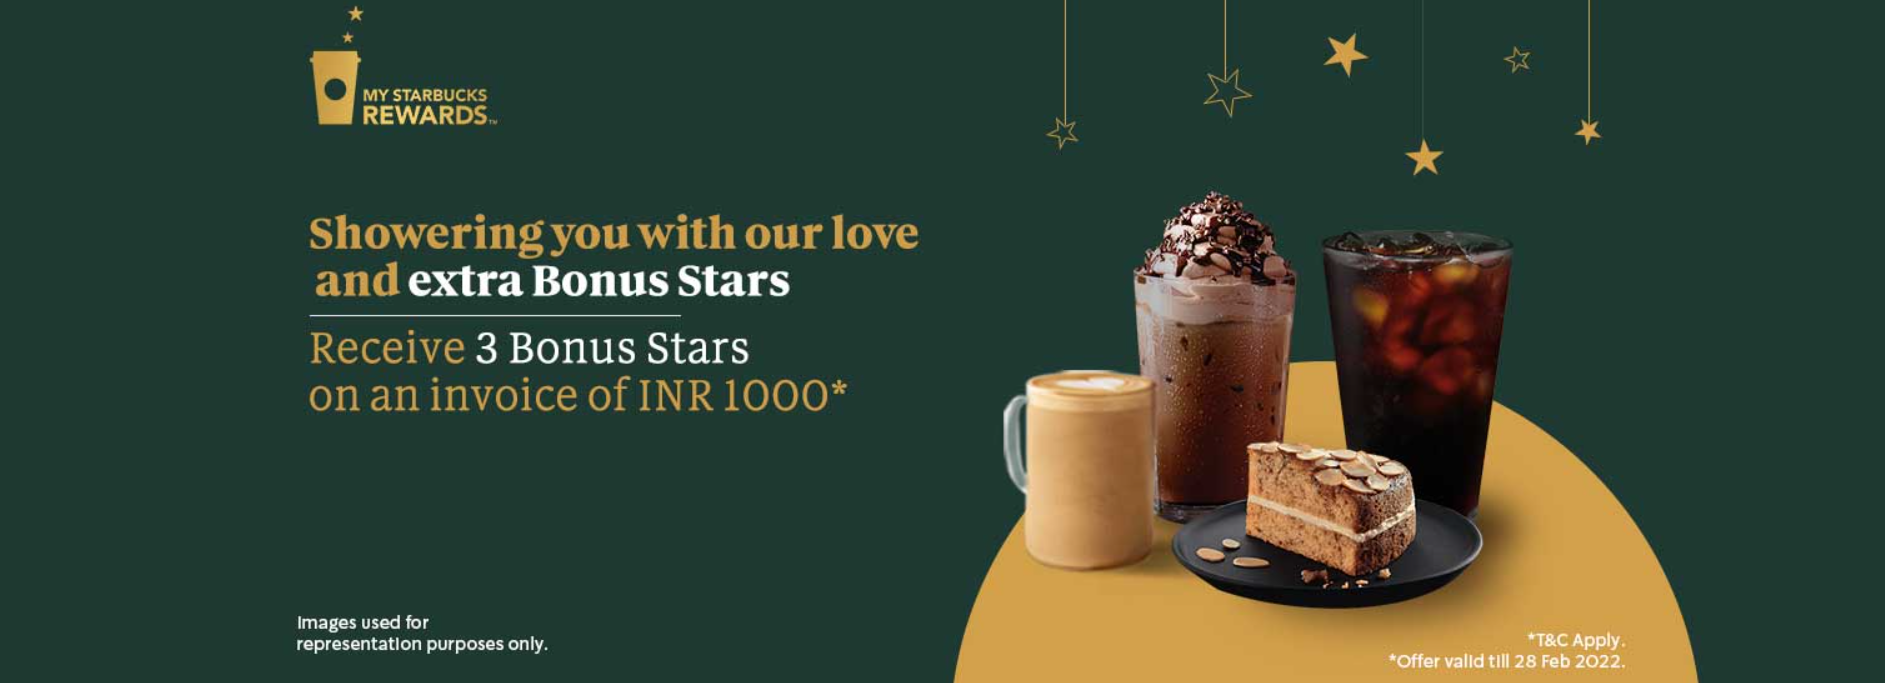 MY STARBUCKS
REWARDS™
Showering you with our love
and extra Bonus Stars
Receive 3 Bonus Stars
on an invoice of INR 1000*
Images used for
representation purposes only.
*T&C Apply.
*Offer valid till 28 Feb 2022.